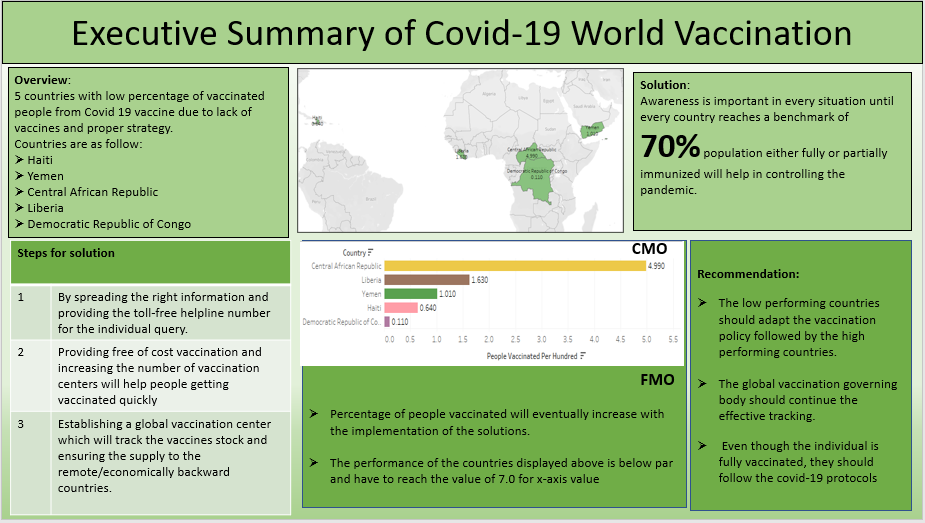 Executive Summary of Covid-19 World Vaccination
Overview:
5 countries with low percentage of vaccinated
people from Covid 19 vaccine due to lack of
vaccines and proper strategy.
Countries are as follow:
➢ Haiti
➢ Yemen
➢ Central African Republic
➢ Liberia
➢ Democratic Republic of Congo
Haiti
0.640
Liberia
1.630
Algeria
Libya
Egypt
Saudi Arabia
Mali
Niger
Sudan
Yemen
1.010
Central African Republic
4.990
Democratic Republic of Congo
0.110
Angola
Brazil
Peru
Solution:
Awareness is important in every situation until
every country reaches a benchmark of
70% population either fully or partially
immunized will help in controlling the
pandemic.
Steps for solution
1 By spreading the right information and
providing the toll-free helpline number
for the individual query.
2 Providing free of cost vaccination and
increasing the number of vaccination
centers will help people getting
vaccinated quickly
3 Establishing a global vaccination center
which will track the vaccines stock and
ensuring the supply to the
remote/economically backward
countries.
CMO
Country
Central African Republic 4.990
Liberia 1.630
Yemen 1.010
Haiti 0.640
Democratic Republic of Co.. 0.110
0.0 0.5 1.0 1.5 2.0 2.5 3.0 3.5 4.0 4.5 5.0 5.5
People Vaccinated Per Hundred
FMO
➢ Percentage of people vaccinated will eventually increase with
the implementation of the solutions.
➢ The performance of the countries displayed above is below par
and have to reach the value of 7.0 for x-axis value
Recommendation:
➢ The low performing countries
should adapt the vaccination
policy followed by the high
performing countries.
➢ The global vaccination governing
body should continue the
effective tracking.
➢ Even though the individual is
fully vaccinated, they should
follow the covid-19 protocols